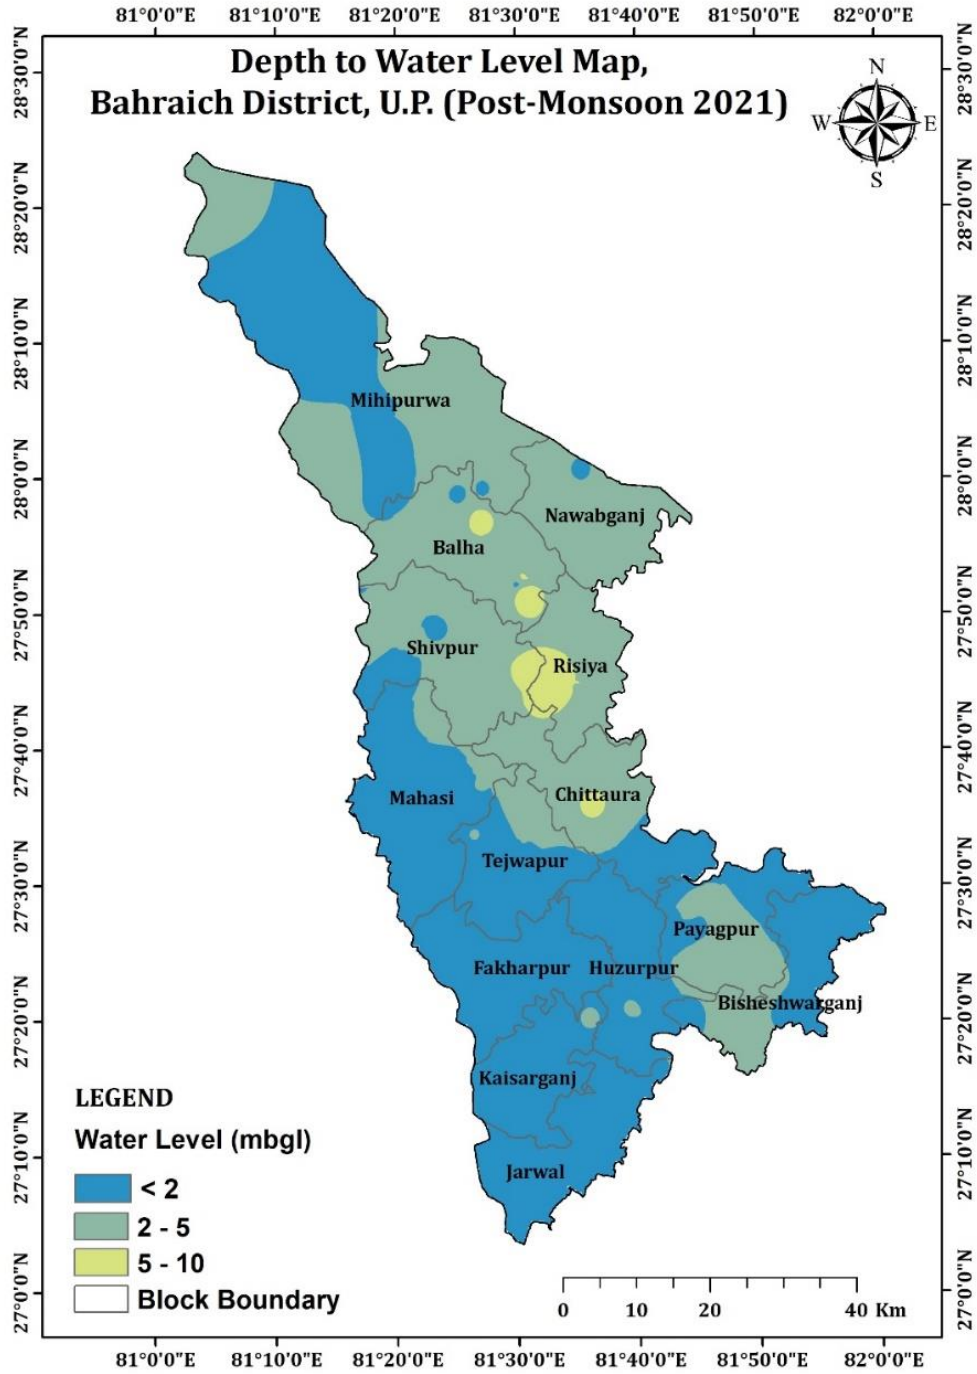 81°0'0"E 81°10'0"E 81°20'0"E 81°30'0"E 81°40'0"E 81°50'0"E 82°0'0"E
Depth to Water Level Map,
Bahraich District, U.P. (Post-Monsoon 2021)
N
W E
S
28°30'0"N 28°30'0"N
28°20'0"N 28°20'0"N
28°10'0"N 28°10'0"N
Mihipurwa
28°0'0"N 28°0'0"N
Nawabganj
Balha
27°50'0"N 27°50'0"N
Shivpur
Risiya
27°40'0"N 27°40'0"N
Mahasi
Chittaura
Tejwapur
27°30'0"N 27°30'0"N
Payagpur
Fakharpur Huzurpur
Bisheshwarganj
27°20'0"N 27°20'0"N
Kaisarganj
27°10'0"N 27°10'0"N
Jarwal
27°0'0"N 27°0'0"N
LEGEND
Water Level (mbgl)
< 2
2 - 5
5 - 10
Block Boundary
0 10 20 40 Km
81°0'0"E 81°10'0"E 81°20'0"E 81°30'0"E 81°40'0"E 81°50'0"E 82°0'0"E